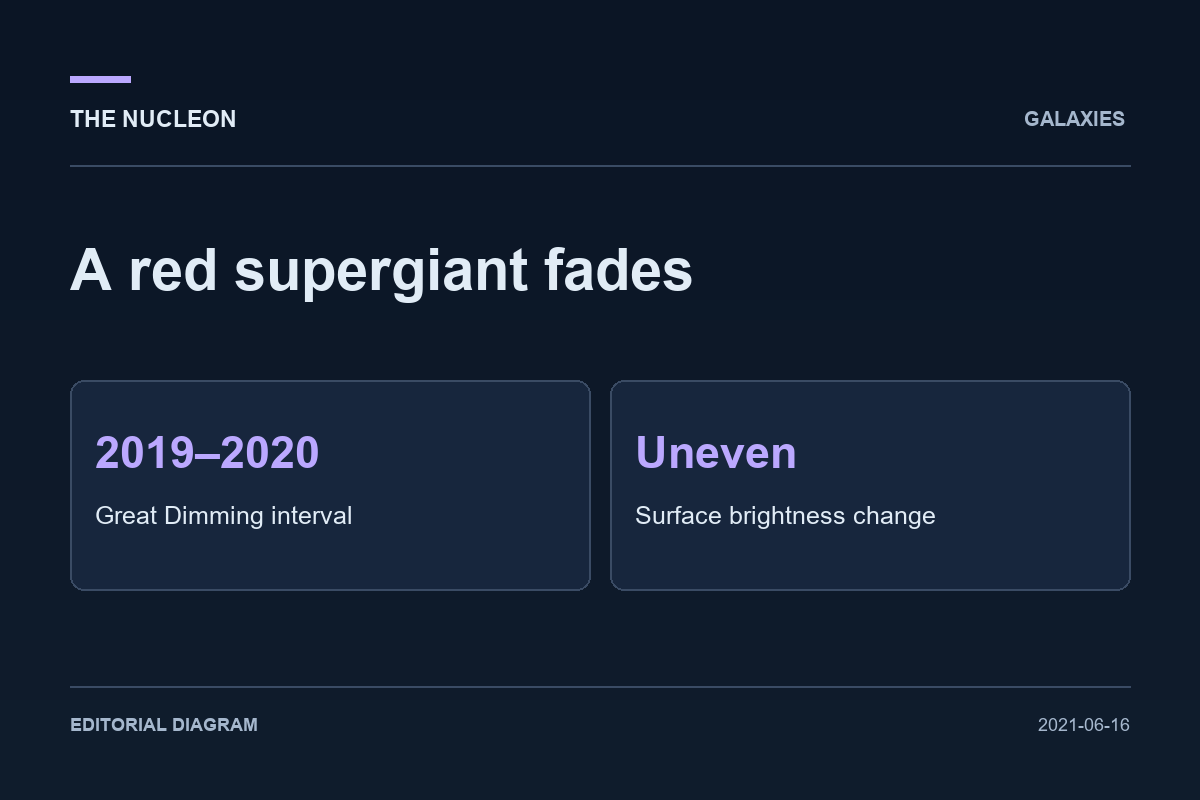 THE NUCLEON
GALAXIES
A red supergiant fades
2019–2020
Great Dimming interval
Uneven
Surface brightness change
EDITORIAL DIAGRAM
2021-06-16